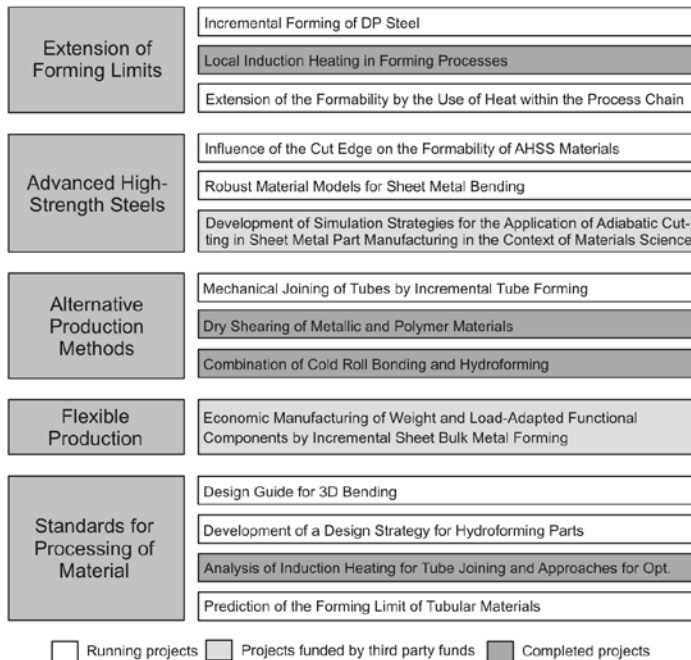 Extension of
Forming Limits
Incremental Forming of DP Steel
Local Induction Heating in Forming Processes
Extension of the Formability by the Use of Heat within the Process Chain
Advanced High-
Strength Steels
Influence of the Cut Edge on the Formability of AHSS Materials
Robust Material Models for Sheet Metal Bending
Development of Simulation Strategies for the Application of Adiabatic Cut-
ting in Sheet Metal Part Manufacturing in the Context of Materials Science
Alternative
Production
Methods
Mechanical Joining of Tubes by Incremental Tube Forming
Dry Shearing of Metallic and Polymer Materials
Combination of Cold Roll Bonding and Hydroforming
Flexible
Production
Economic Manufacturing of Weight and Load-Adapted Functional
Components by Incremental Sheet Bulk Metal Forming
Standards for
Processing of
Material
Design Guide for 3D Bending
Development of a Design Strategy for Hydroforming Parts
Analysis of Induction Heating for Tube Joining and Approaches for Opt.
Prediction of the Forming Limit of Tubular Materials
Running projects
Projects funded by third party funds
Completed projects